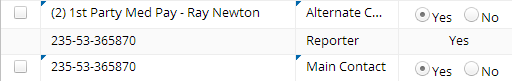 (2) 1st Party Med Pay - Ray Newton Alternate C... Yes No
235-53-365870 Reporter Yes
235-53-365870 Main Contact Yes No